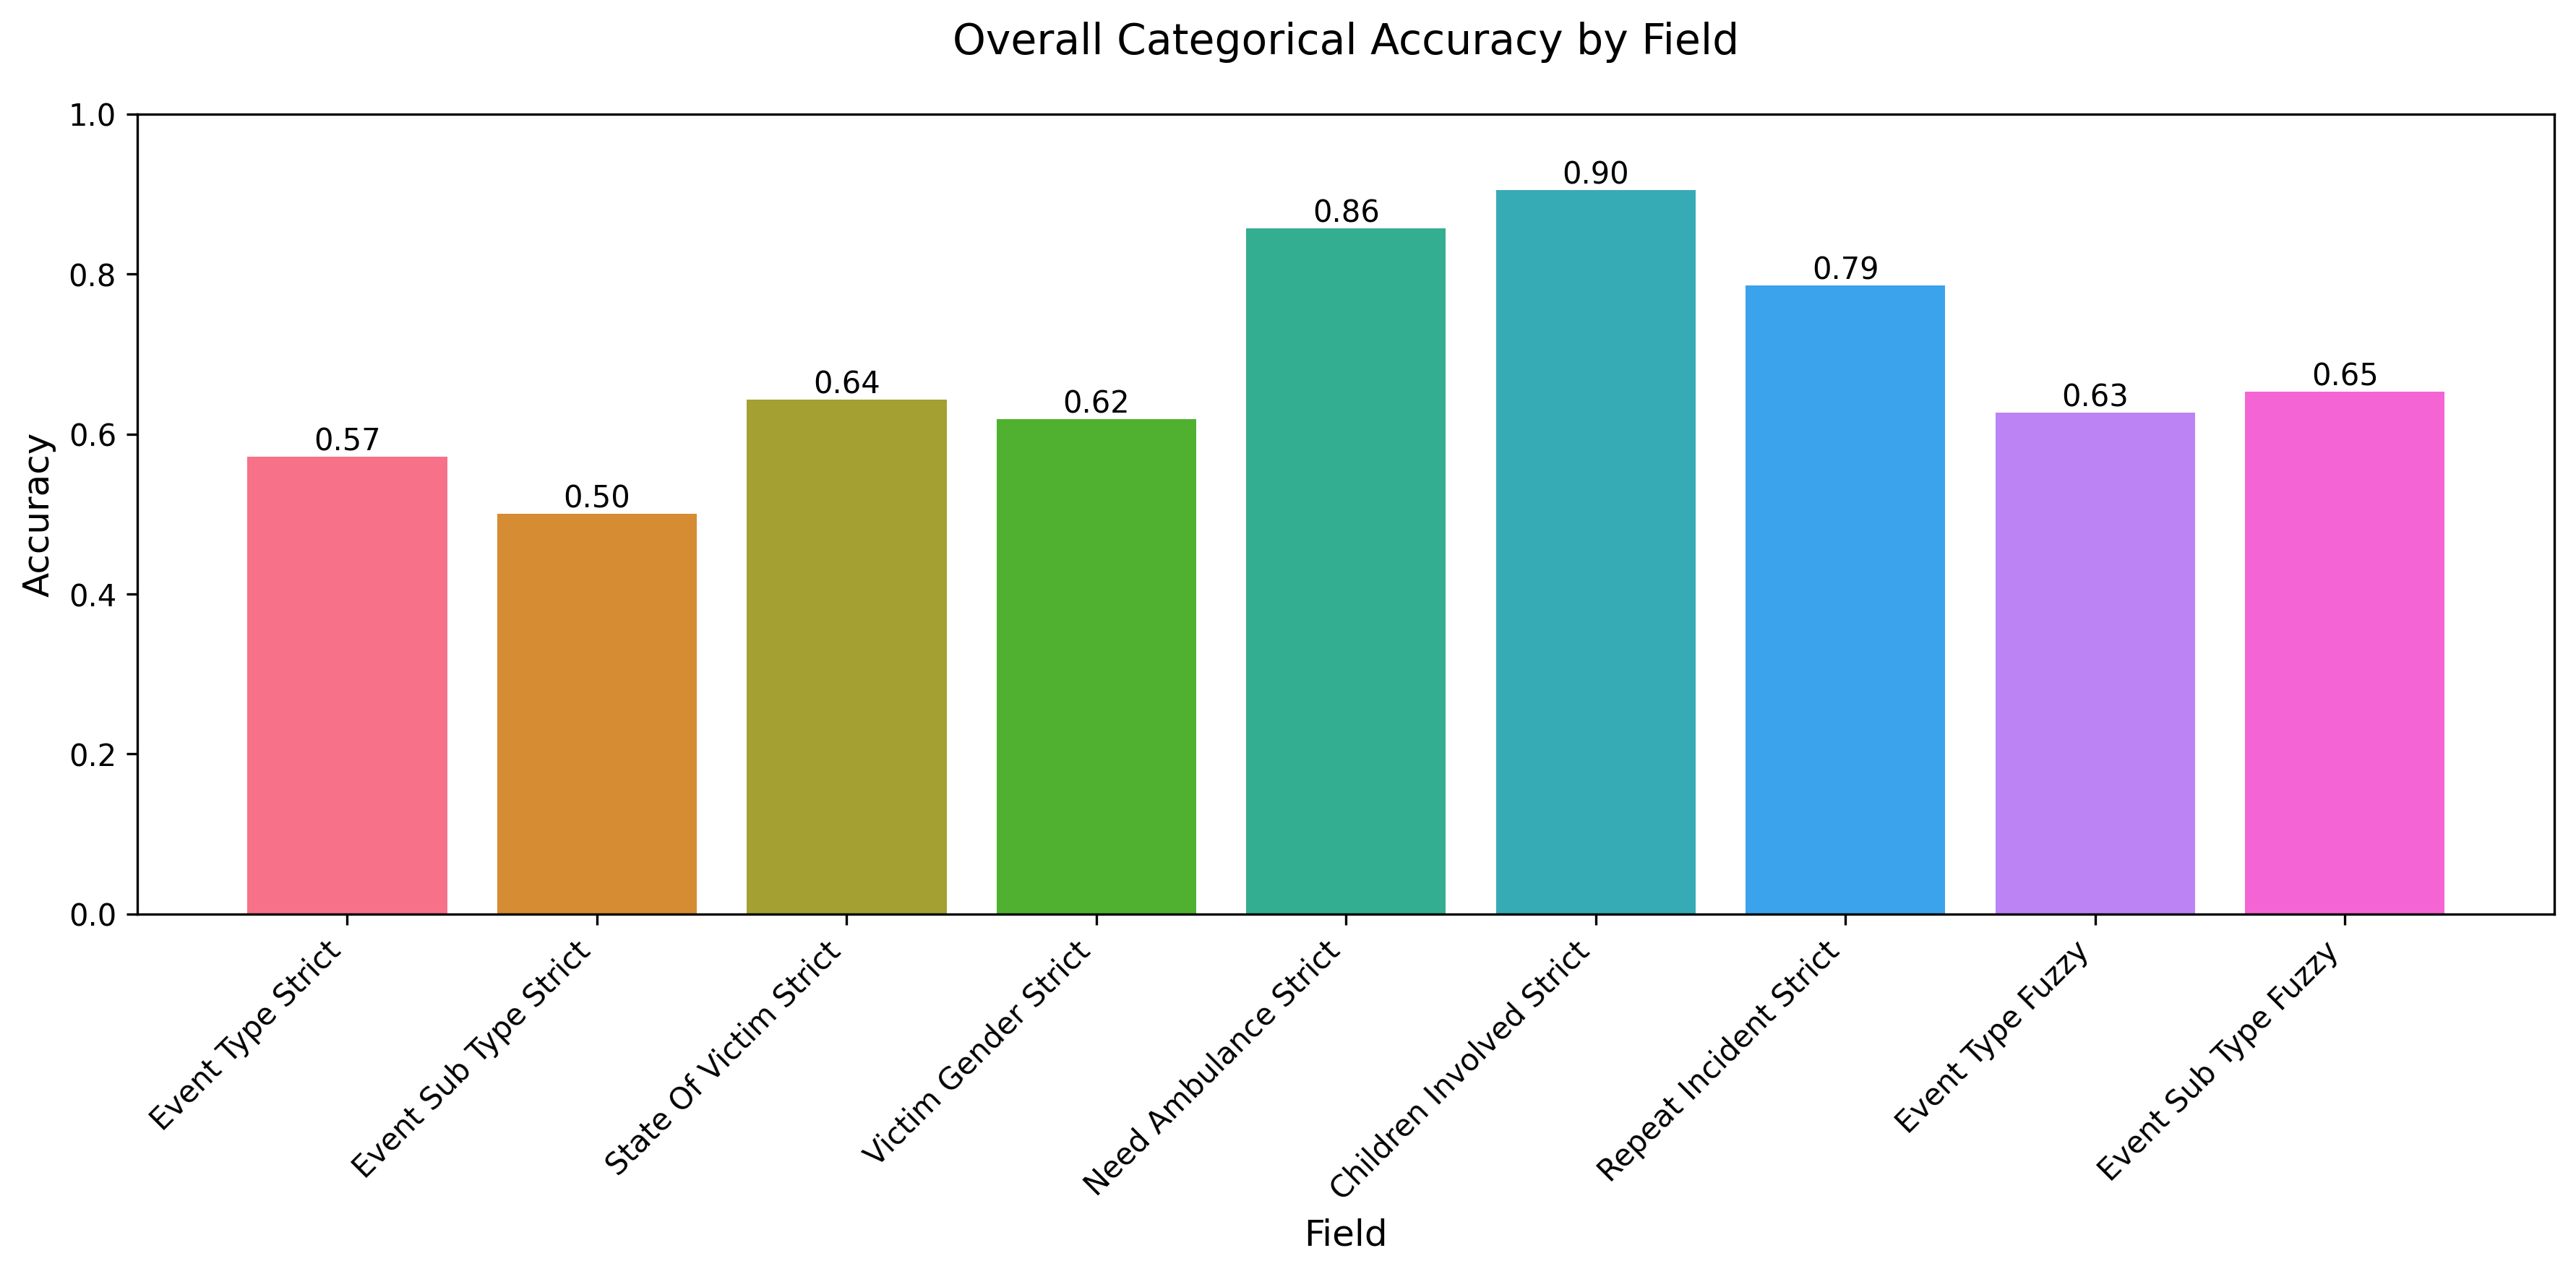 Overall Categorical Accuracy by Field
Accuracy
1.0
0.8
0.6
0.4
0.2
0.0
0.57
0.50
0.64
0.62
0.86
0.90
0.79
0.63
0.65
Event Type Strict
Event Sub Type Strict
State Of Victim Strict
Victim Gender Strict
Need Ambulance Strict
Children Involved Strict
Repeat Incident Strict
Event Type Fuzzy
Event Sub Type Fuzzy
Field